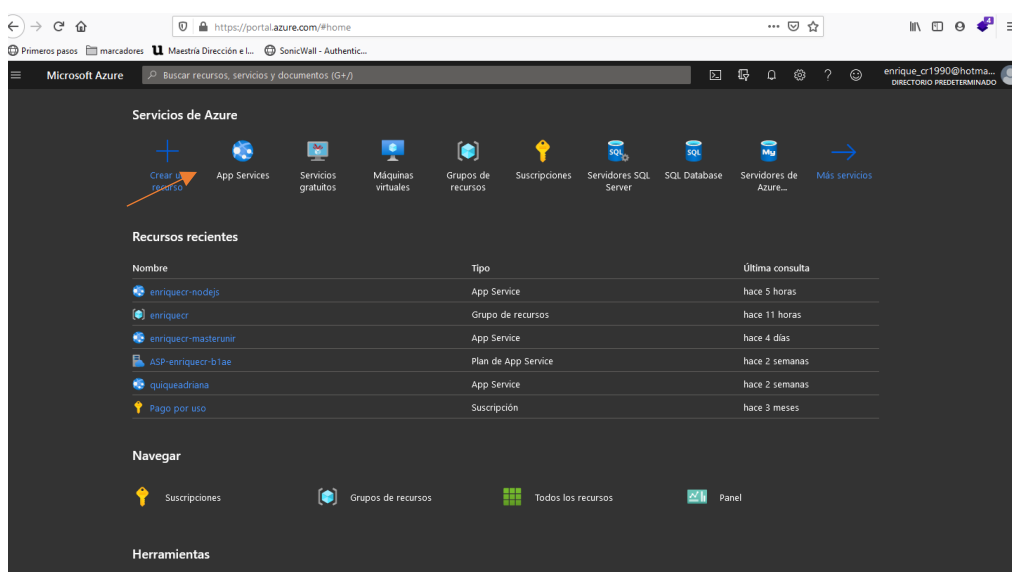 https://portal.azure.com/#home
Primeros pasos marcadores Maestría Dirección e I... SonicWall - Authentic...
Microsoft Azure Buscar recursos, servicios y documentos (G+/) enrique_cr1990@hotma...
DIRECTORIO PREDETERMINADO
Servicios de Azure
Crear un recurso
App Services
Servicios gratuitos
Máquinas virtuales
Grupos de recursos
Suscripciones
Servidores SQL Server
SQL Database
Servidores de Azure...
Más servicios
Recursos recientes
Nombre Tipo Última consulta
enriquecr-nodejs App Service hace 5 horas
enriquecr Grupo de recursos hace 11 horas
enriquecr-masterunir App Service hace 4 días
ASP-enriquecr-b1ae Plan de App Service hace 2 semanas
quiqueadriana App Service hace 2 semanas
Pago por uso Suscripción hace 3 meses
Navegar
Suscripciones Grupos de recursos Todos los recursos Panel
Herramientas